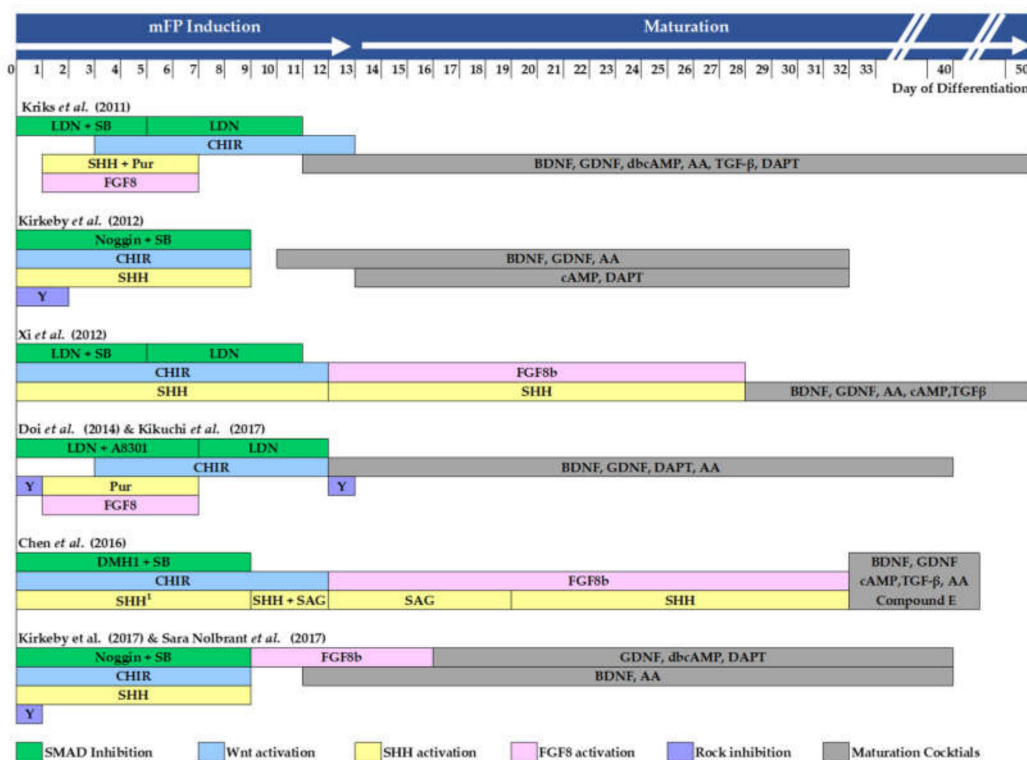 mFP Induction Maturation
0 1 2 3 4 5 6 7 8 9 10 11 12 13 14 15 16 17 18 19 20 21 22 23 24 25 26 27 28 29 30 31 32 33 40 50
Day of Differentiation
Kriks et al. (2011)
LDN + SB LDN
CHIR
SHH + Pur BDNF, GDNF, dbcAMP, AA, TGF-β, DAPT
FGF8
Kirkeby et al. (2012)
Noggin + SB
CHIR BDNF, GDNF, AA
SHH cAMP, DAPT
Y
Xi et al. (2012)
LDN + SB LDN
CHIR FGF8b
SHH SHH BDNF, GDNF, AA, cAMP,TGFβ
Doi et al. (2014) & Kikuchi et al. (2017)
LDN + A8301 LDN
CHIR BDNF, GDNF, DAPT, AA
Y Pur Y
FGF8
Chen et al. (2016)
DMH1 + SB BDNF, GDNF
CHIR FGF8b cAMP,TGF-β, AA
SHH¹ SHH + SAG SAG SHH Compound E
Kirkeby et al. (2017) & Sara Nolbrant et al. (2017)
Noggin + SB FGF8b GDNF, dbcAMP, DAPT
CHIR BDNF, AA
SHH
Y
SMAD Inhibition Wnt activation SHH activation FGF8 activation Rock inhibition Maturation Cocktials